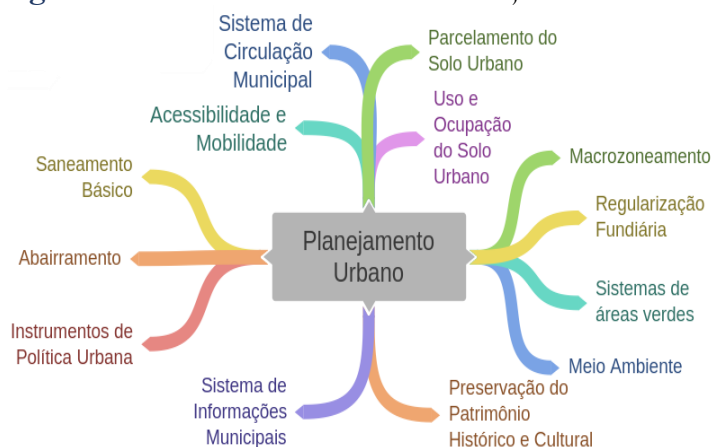 Sistema de
Circulação
Municipal
Parcelamento do
Solo Urbano
Acessibilidade e
Mobilidade
Uso e
Ocupação
do Solo
Urbano
Saneamento
Básico
Macrozoneamento
Regularização
Fundiária
Abairramento
Planejamento
Urbano
Sistemas de
áreas verdes
Instrumentos de
Política Urbana
Meio Ambiente
Sistema de
Informações
Municipais
Preservação do
Patrimônio
Histórico e Cultural